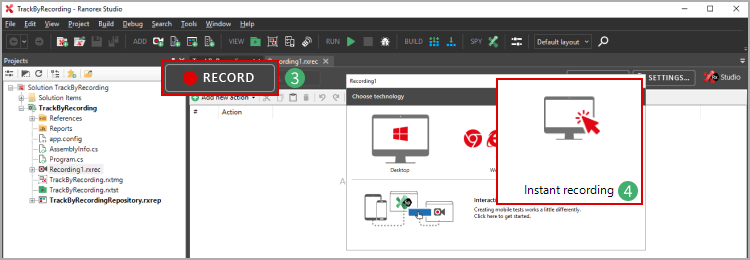 TrackByRecording - Ranorex Studio
File Edit View Project Build Debug Search Tools Window Help
ADD VIEW RUN BUILD SPY Default layout
Projects
Recording1.rxrec
Solution TrackByRecording
Solution Items
TrackByRecording
References
Reports
app.config
AssemblyInfo.cs
Program.cs
Recording1.rxrec
TrackByRecording.rxtmg
TrackByRecording.rxtst
TrackByRecordingRepository.rxrep
RECORD 3
SETTINGS... Studio
Add new action
# Action
Recording1
Choose technology
Desktop
Instant recording 4
Creating mobile tests works a little differently.
Click here to get started.